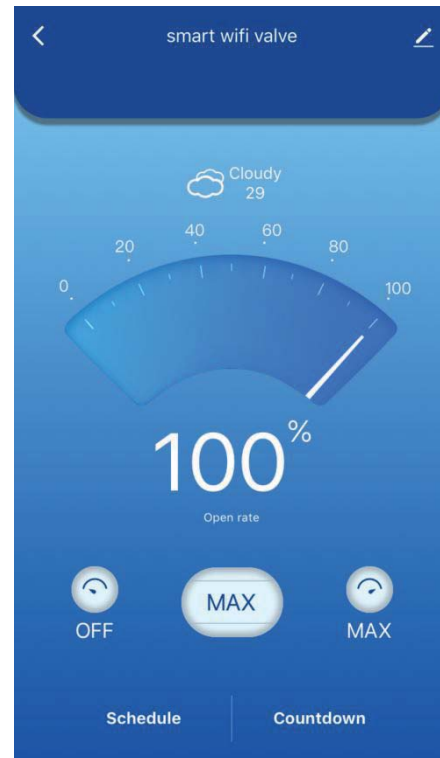 smart wifi valve
Cloudy
29
0
20
40
60
80
100
100%
Open rate
MAX
OFF
MAX
Schedule
Countdown